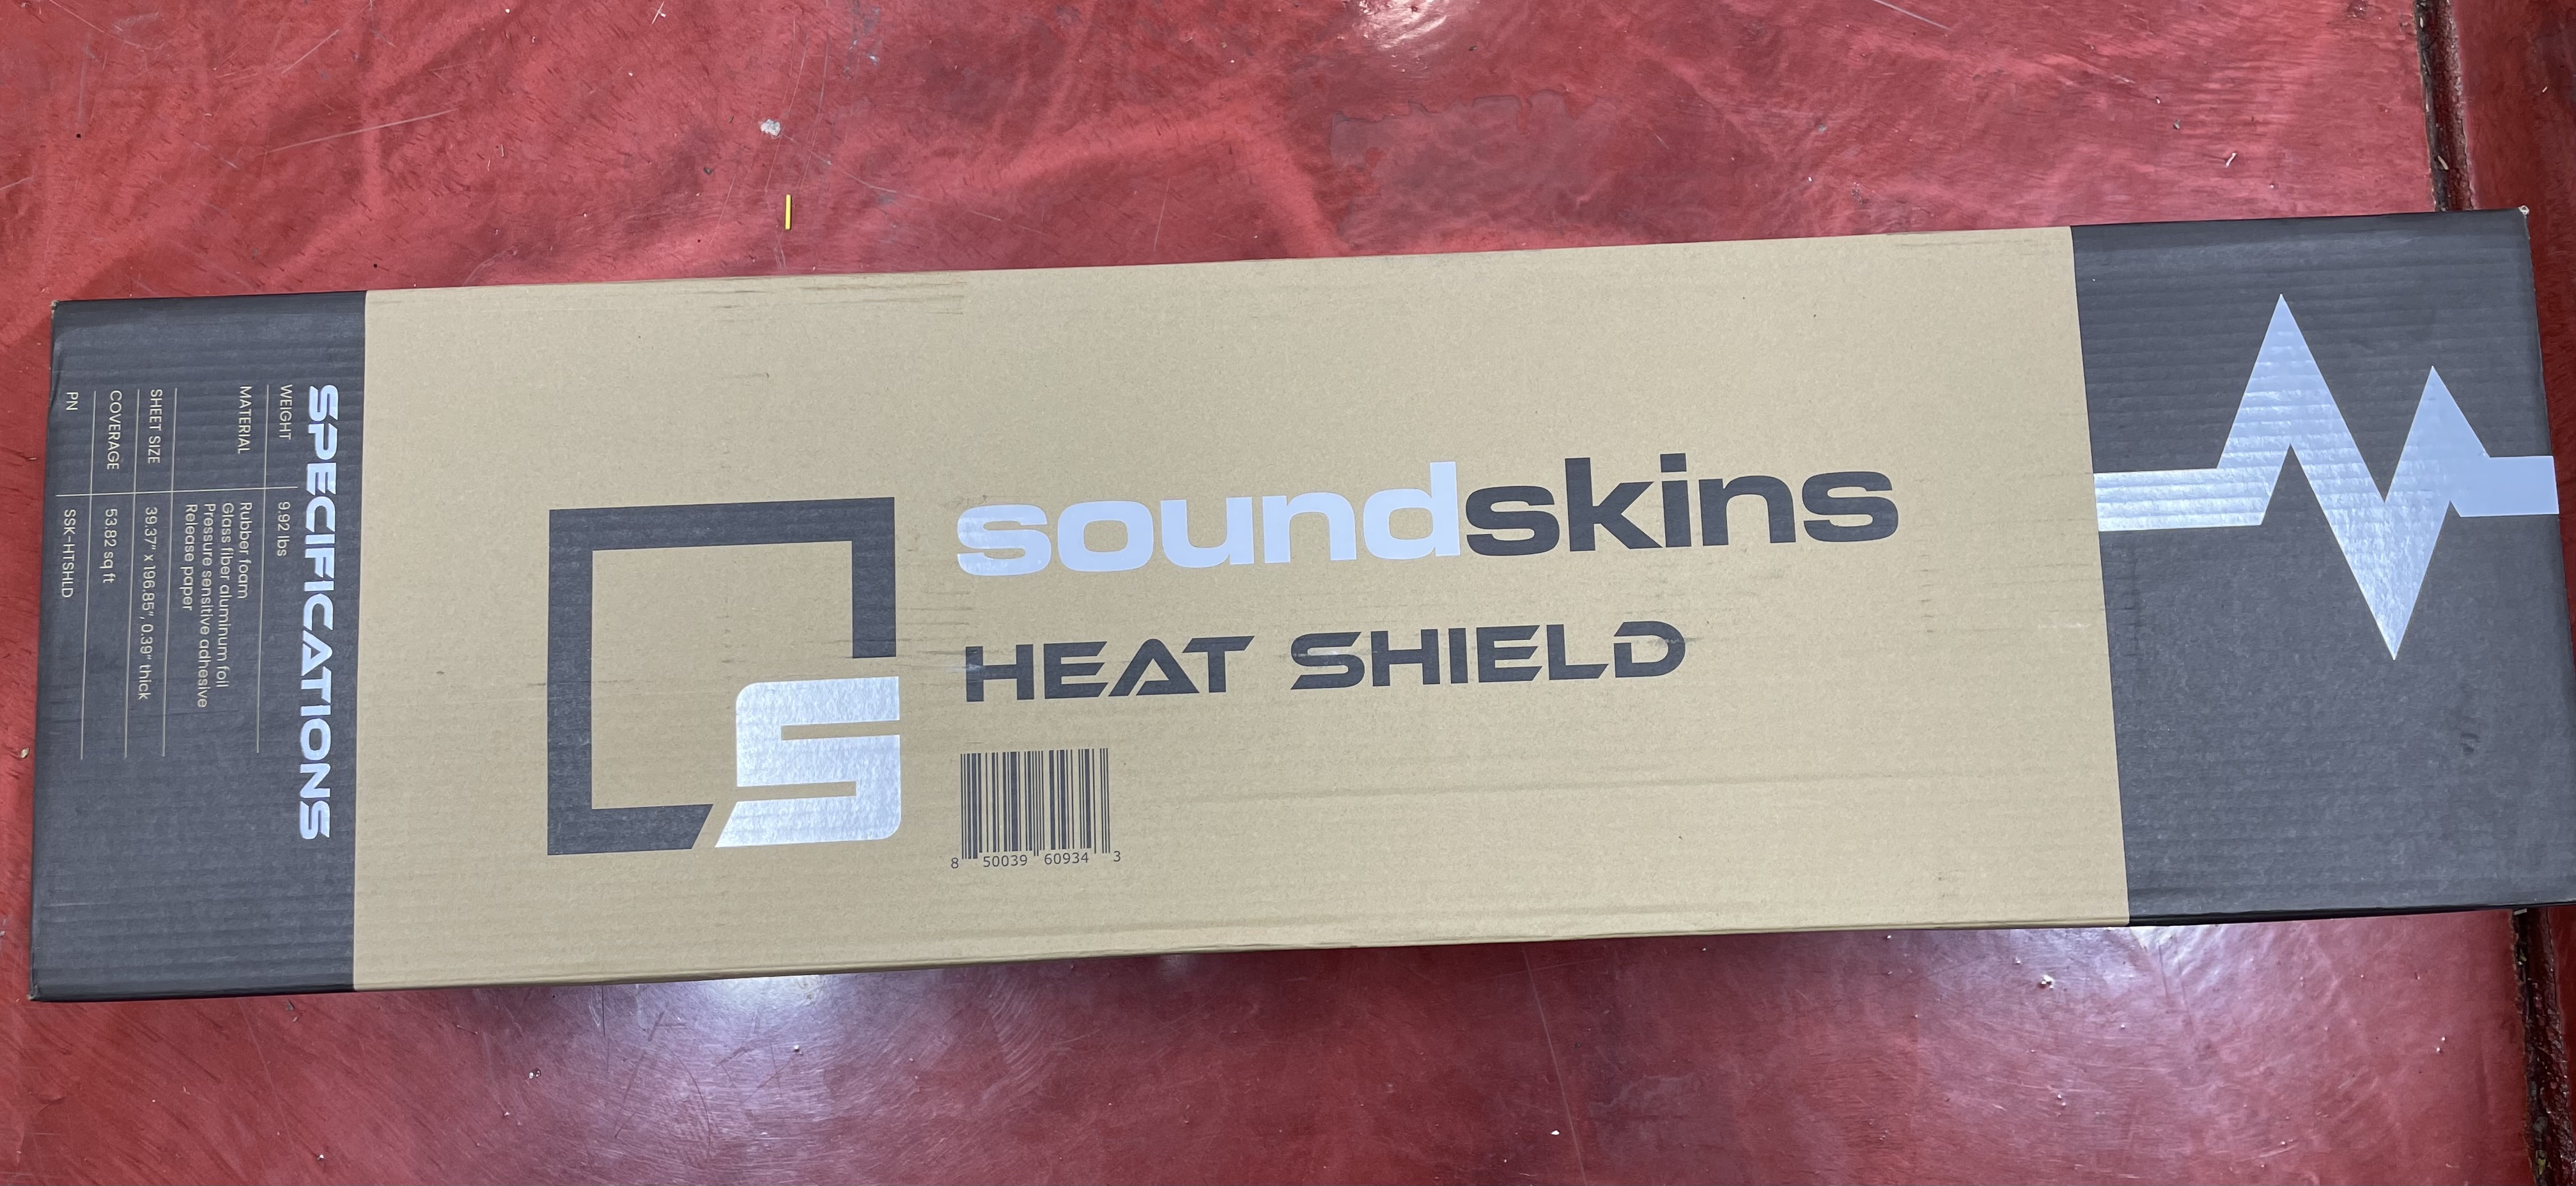 soundskins
HEAT SHIELD
8 50039 60934 3
SPECIFICATIONS
WEIGHT 9.92 lbs
MATERIAL Rubber foam
Glass fiber aluminum foil
Pressure sensitive adhesive
Release paper
SHEET SIZE 39.37" x 196.85", 0.39" thick
COVERAGE 53.82 sq ft
PN SSK-HTSHLD